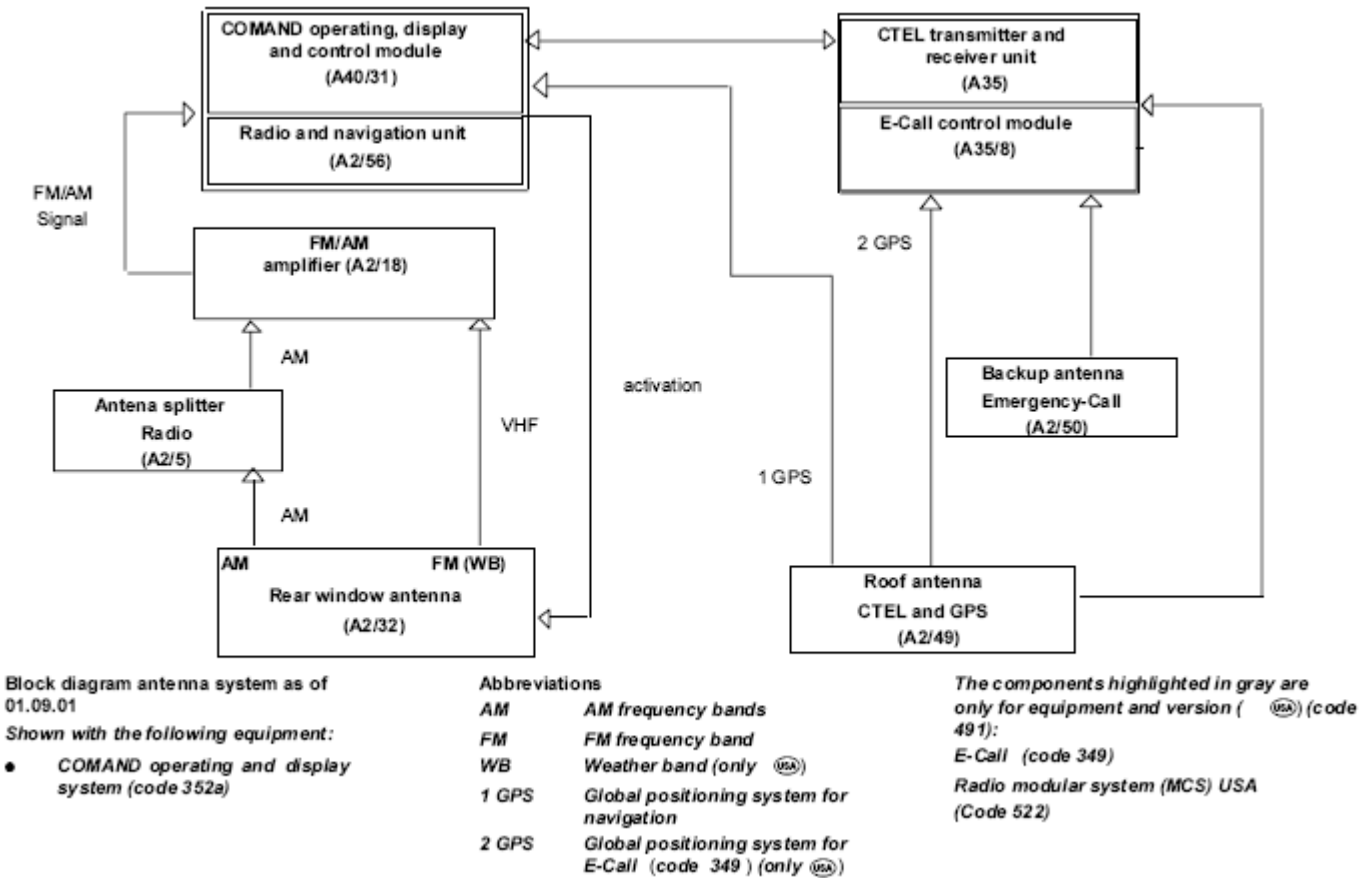 COMAND operating, display
and control module
(A40/31)
Radio and navigation unit
(A2/56)
CTEL transmitter and
receiver unit
(A35)
E-Call control module
(A35/8)
FM/AM
Signal
FM/AM
amplifier (A2/18)
2 GPS
AM
Antena splitter
Radio
(A2/5)
activation
VHF
Backup antenna
Emergency-Call
(A2/50)
1 GPS
AM
AM
FM (WB)
Rear window antenna
(A2/32)
Roof antenna
CTEL and GPS
(A2/49)
Block diagram antenna system as of
01.09.01
Shown with the following equipment:
● COMAND operating and display
system (code 352a)
Abbreviations
AM AM frequency bands
FM FM frequency band
WB Weather band (only USA)
1 GPS Global positioning system for
navigation
2 GPS Global positioning system for
E-Call (code 349 ) (only USA)
The components highlighted in gray are
only for equipment and version ( USA) (code
491):
E-Call (code 349)
Radio modular system (MCS) USA
(Code 522)